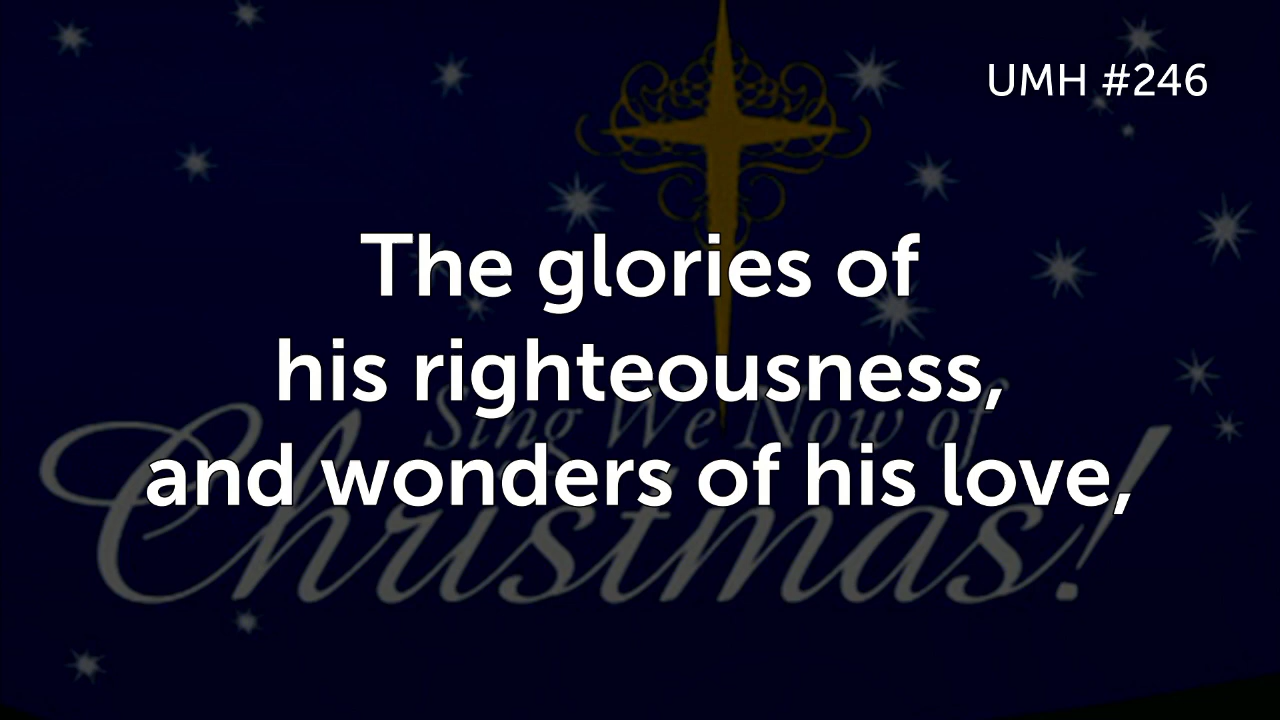 UMH #246
The glories of
his righteousness,
and wonders of his love,
Sing We Now of
Christmas!